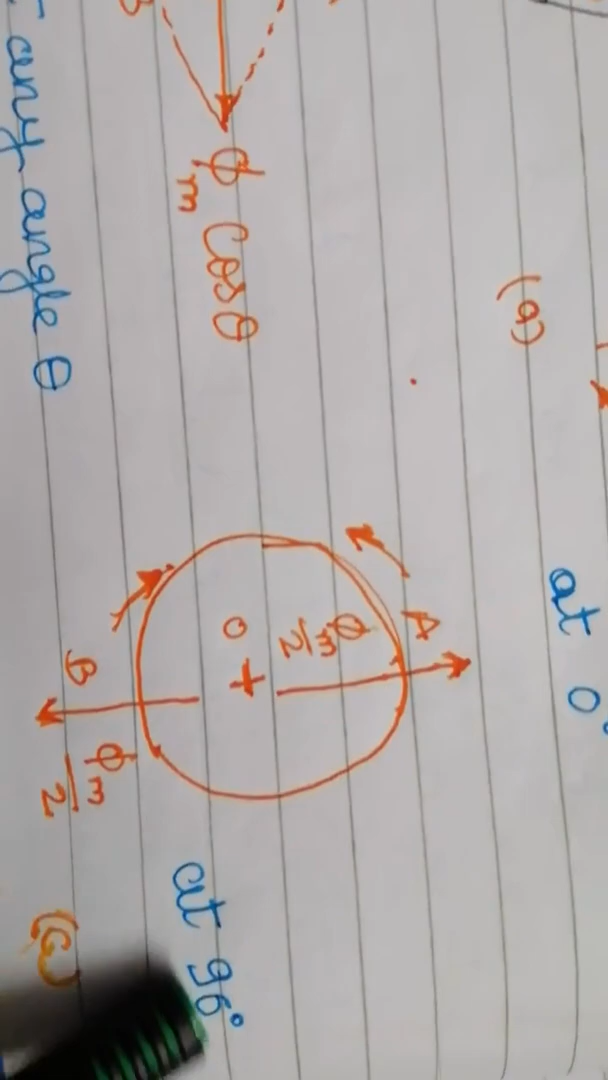 (a)
at 0°
ϕm Cosθ
any angle θ
A
ϕm/2
O
B
ϕm/2
at 90°
(c)